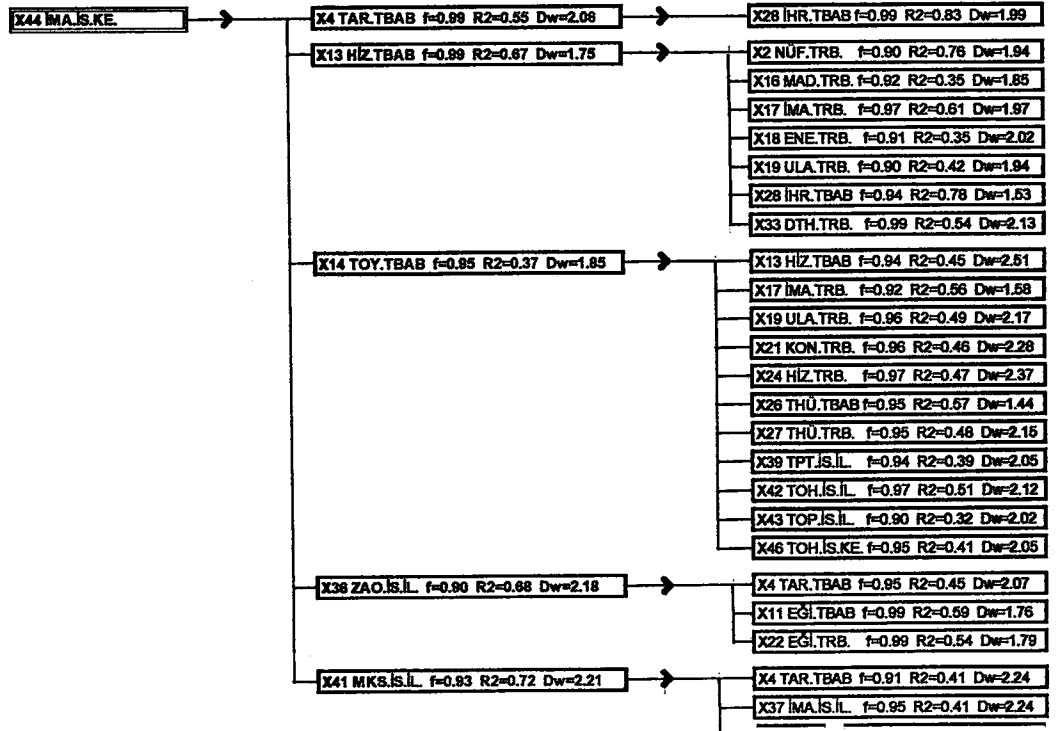 X44 İMA.İS.KE.
X4 TAR.TBAB f=0.99 R2=0.55 Dw=2.08
X28 İHR.TBAB f=0.99 R2=0.83 Dw=1.99
X13 HİZ.TBAB f=0.99 R2=0.67 Dw=1.75
X2 NÜF.TRB. f=0.90 R2=0.76 Dw=1.94
X16 MAD.TRB. f=0.92 R2=0.35 Dw=1.85
X17 İMA.TRB. f=0.97 R2=0.61 Dw=1.97
X18 ENE.TRB. f=0.91 R2=0.35 Dw=2.02
X19 ULA.TRB. f=0.90 R2=0.42 Dw=1.94
X28 İHR.TBAB f=0.94 R2=0.78 Dw=1.53
X33 DTH.TRB. f=0.99 R2=0.54 Dw=2.13
X14 TOY.TBAB f=0.95 R2=0.37 Dw=1.85
X13 HİZ.TBAB f=0.94 R2=0.45 Dw=2.51
X17 İMA.TRB. f=0.92 R2=0.56 Dw=1.58
X19 ULA.TRB. f=0.96 R2=0.49 Dw=2.17
X21 KON.TRB. f=0.96 R2=0.46 Dw=2.28
X24 HİZ.TRB. f=0.97 R2=0.47 Dw=2.37
X26 THÜ.TBAB f=0.95 R2=0.57 Dw=1.44
X27 THÜ.TRB. f=0.95 R2=0.48 Dw=2.15
X39 TPT.İS.İL. f=0.94 R2=0.39 Dw=2.05
X42 TOH.İS.İL. f=0.97 R2=0.51 Dw=2.12
X43 TOP.İS.İL. f=0.90 R2=0.32 Dw=2.02
X46 TOH.İS.KE. f=0.95 R2=0.41 Dw=2.05
X36 ZAO.İS.İL. f=0.90 R2=0.68 Dw=2.18
X4 TAR.TBAB f=0.95 R2=0.45 Dw=2.07
X11 EĞİ.TBAB f=0.99 R2=0.59 Dw=1.76
X22 EĞİ.TRB. f=0.99 R2=0.54 Dw=1.79
X41 MKS.İS.İL. f=0.93 R2=0.72 Dw=2.21
X4 TAR.TBAB f=0.91 R2=0.41 Dw=2.24
X37 İMA.İS.İL. f=0.95 R2=0.41 Dw=2.24